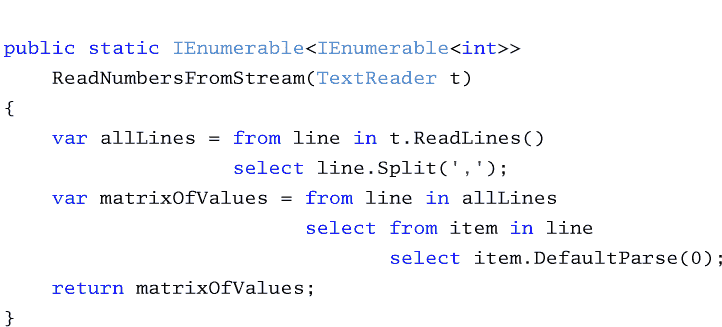 public static IEnumerable<IEnumerable<int>>
    ReadNumbersFromStream(TextReader t)
{
    var allLines = from line in t.ReadLines()
                   select line.Split(',');
    var matrixOfValues = from line in allLines
                         select from item in line
                                select item.DefaultParse(0);
    return matrixOfValues;
}